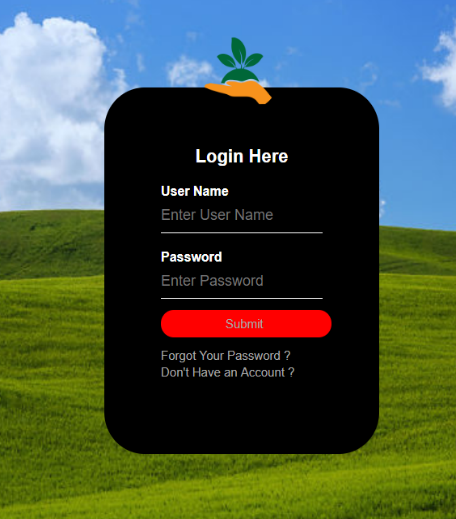 Login Here
User Name
Enter User Name
Password
Enter Password
Submit
Forgot Your Password ?
Don't Have an Account ?